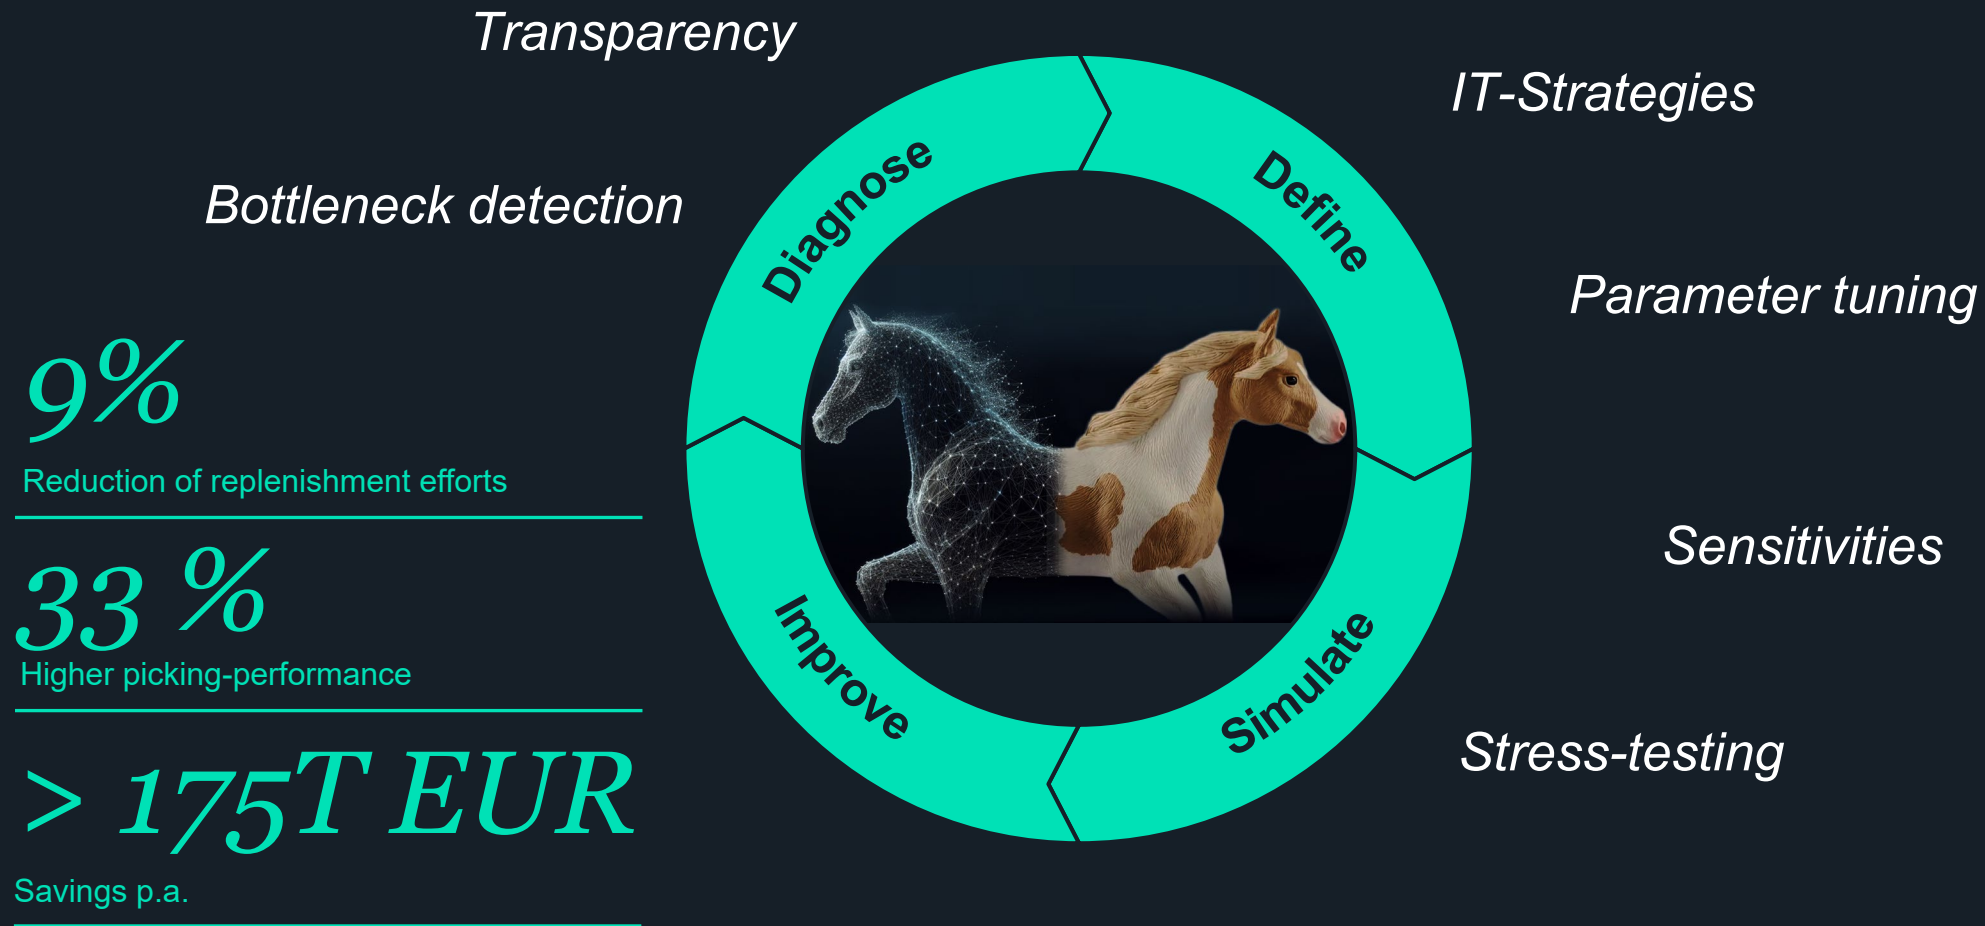 Transparency
IT-Strategies
Diagnose
Define
Bottleneck detection
Parameter tuning
9%
Reduction of replenishment efforts
Sensitivities
33 %
Higher picking-performance
Improve
Simulate
Stress-testing
> 175T EUR
Savings p.a.